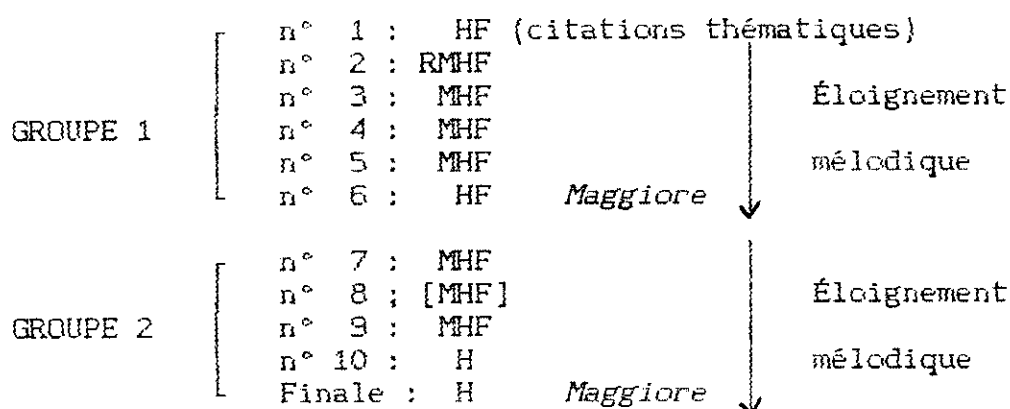 n° 1 : HF (citations thématiques)
n° 2 : RMHF
n° 3 : MHF Éloignement
GROUPE 1 n° 4 : MHF
n° 5 : MHF mélodique
n° 6 : HF Maggiore
n° 7 : MHF
n° 8 ; [MHF] Éloignement
GROUPE 2 n° 9 : MHF
n° 10 : H mélodique
Finale : H Maggiore